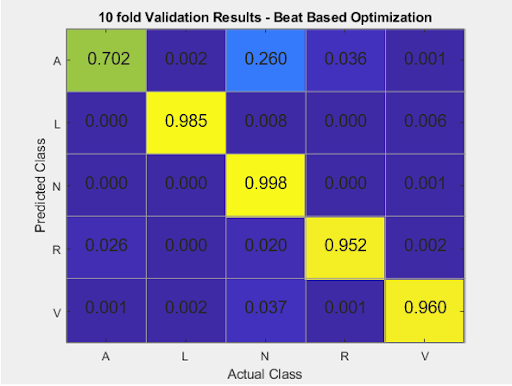 10 fold Validation Results - Beat Based Optimization
A 0.702 0.002 0.260 0.036 0.001
L 0.000 0.985 0.008 0.000 0.006
N 0.000 0.000 0.998 0.000 0.001
R 0.026 0.000 0.020 0.952 0.002
V 0.001 0.002 0.037 0.001 0.960
A L N R V
Predicted Class
Actual Class